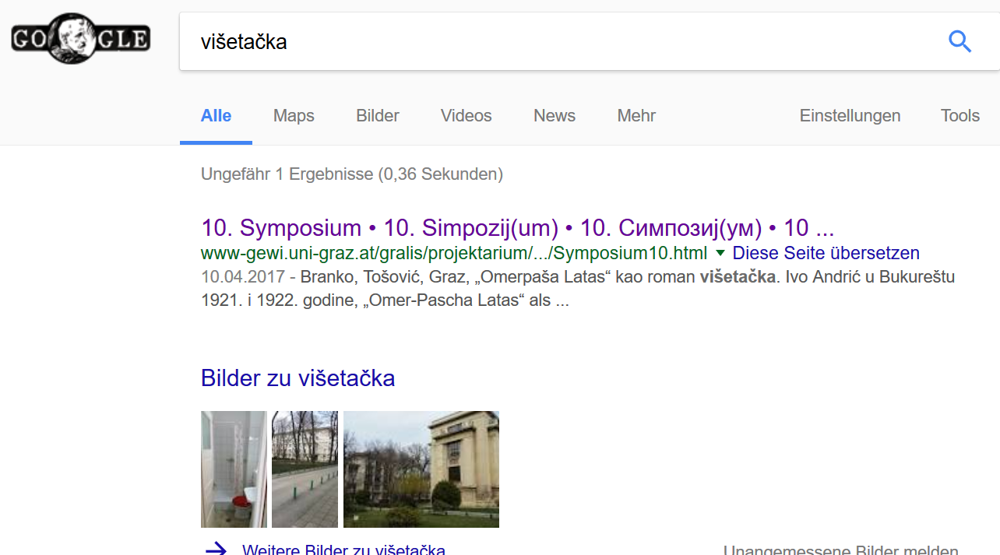 GOOGLE
višetačka
Alle Maps Bilder Videos News Mehr Einstellungen Tools
Ungefähr 1 Ergebnisse (0,36 Sekunden)
10. Symposium • 10. Simpozij(um) • 10. Симпозиј(ум) • 10 ...
www-gewi.uni-graz.at/gralis/projektarium/.../Symposium10.html Diese Seite übersetzen
10.04.2017 - Branko, Tošović, Graz, „Omerpaša Latas“ kao roman višetačka. Ivo Andrić u Bukureštu
1921. i 1922. godine, „Omer-Pascha Latas“ als ...
Bilder zu višetačka
Weitere Bilder zu višetačka Unangemessene Bilder melden